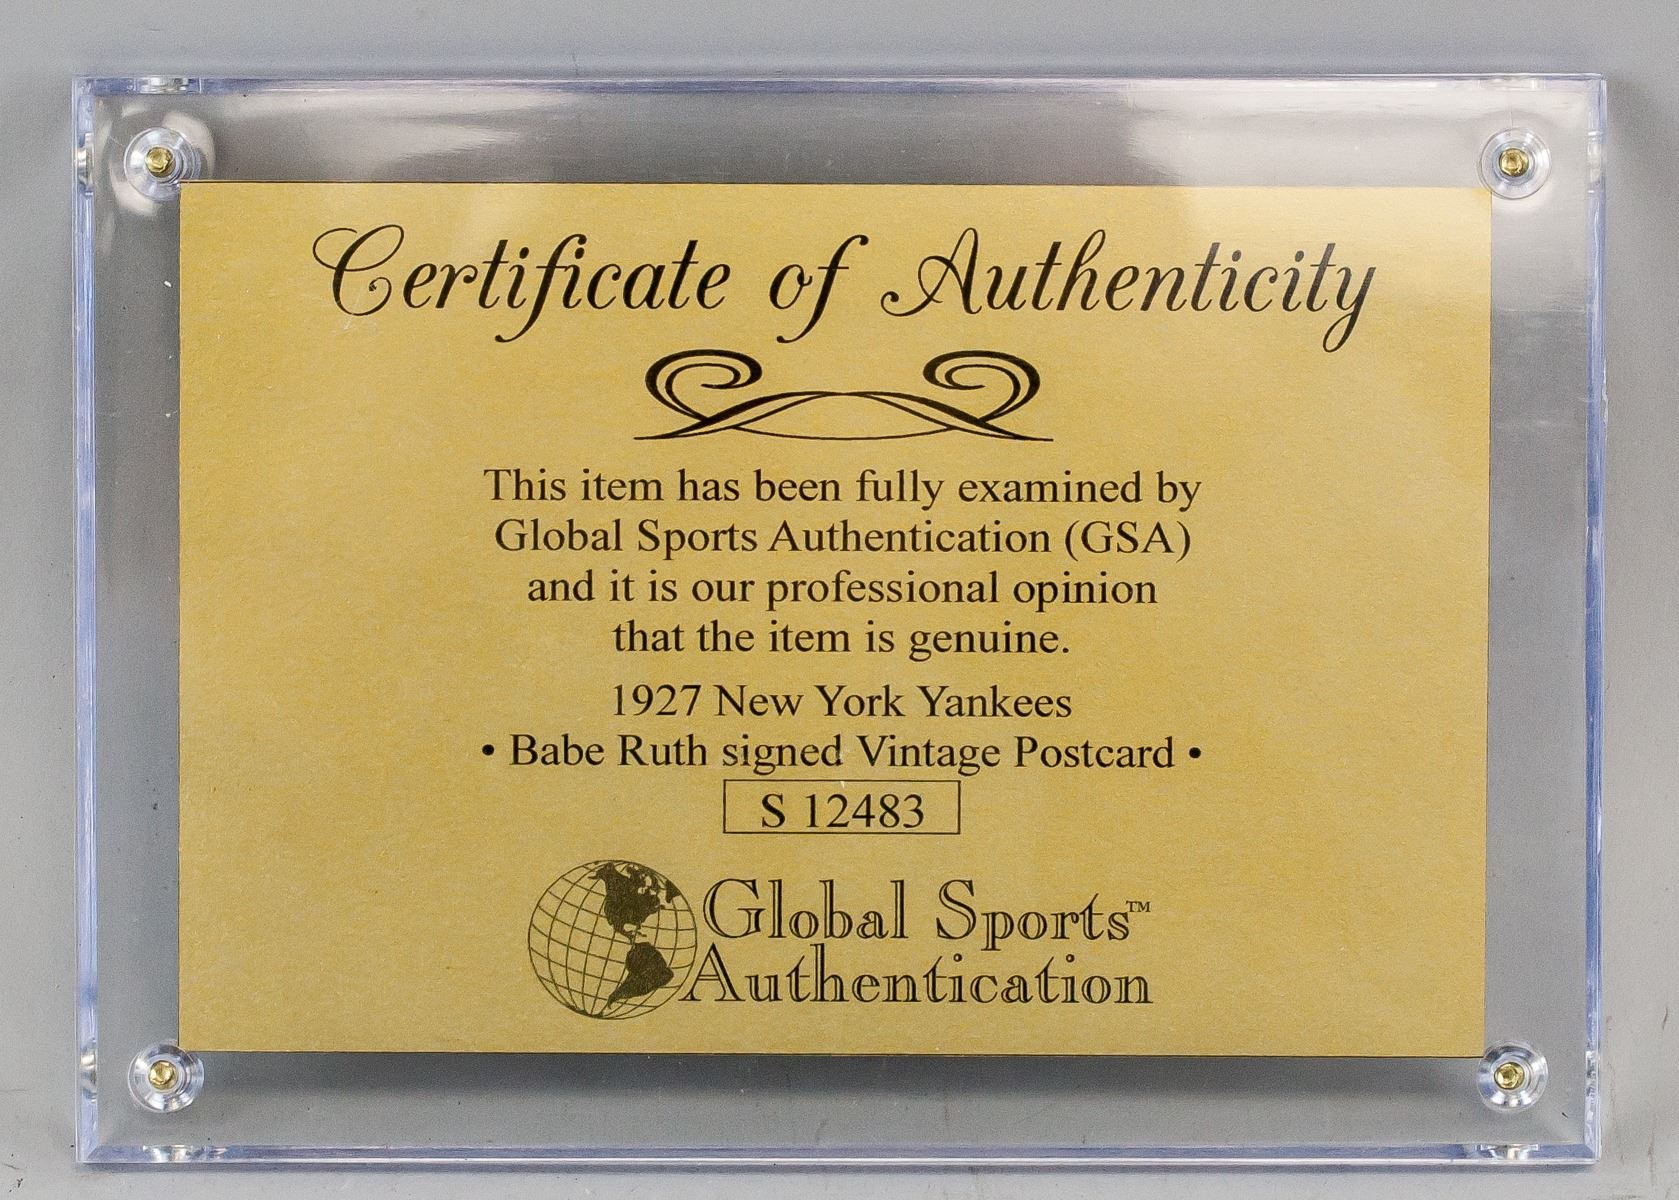 Certificate of Authenticity
This item has been fully examined by
Global Sports Authentication (GSA)
and it is our professional opinion
that the item is genuine.
1927 New York Yankees
• Babe Ruth signed Vintage Postcard •
S 12483
Global Sports™
Authentication